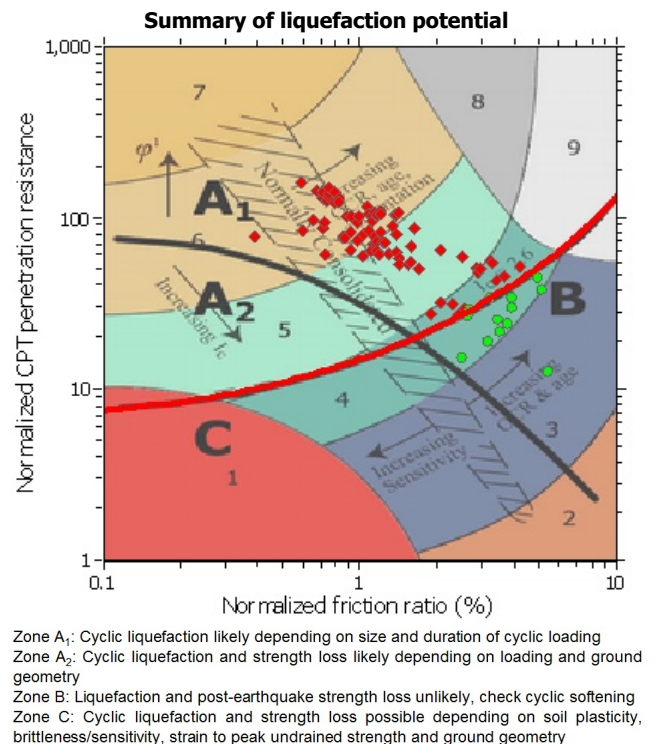 Summary of liquefaction potential
1,000
7
8
9
φ'
Increasing
OCR, age,
cementation
A1
Normally Consolidated
100
6
Normalized CPT penetration resistance
A2
B
Increasing
5
10
4
Increasing
OCR & age
C
Increasing
Sensitivity
3
1
2
1
0.1
1
10
Normalized friction ratio (%)
Zone A1: Cyclic liquefaction likely depending on size and duration of cyclic loading
Zone A2: Cyclic liquefaction and strength loss likely depending on loading and ground
geometry
Zone B: Liquefaction and post-earthquake strength loss unlikely, check cyclic softening
Zone C: Cyclic liquefaction and strength loss possible depending on soil plasticity,
brittleness/sensitivity, strain to peak undrained strength and ground geometry